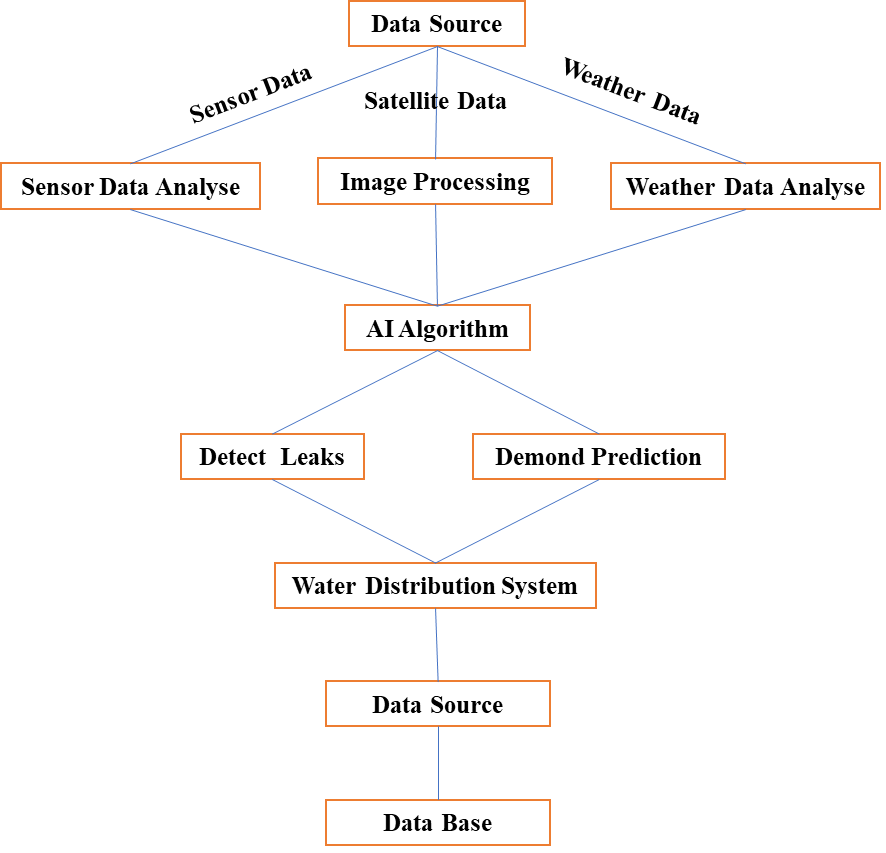 Data Source
Sensor Data
Satellite Data
Weather Data
Sensor Data Analyse
Image Processing
Weather Data Analyse
AI Algorithm
Detect Leaks
Demond Prediction
Water Distribution System
Data Source
Data Base